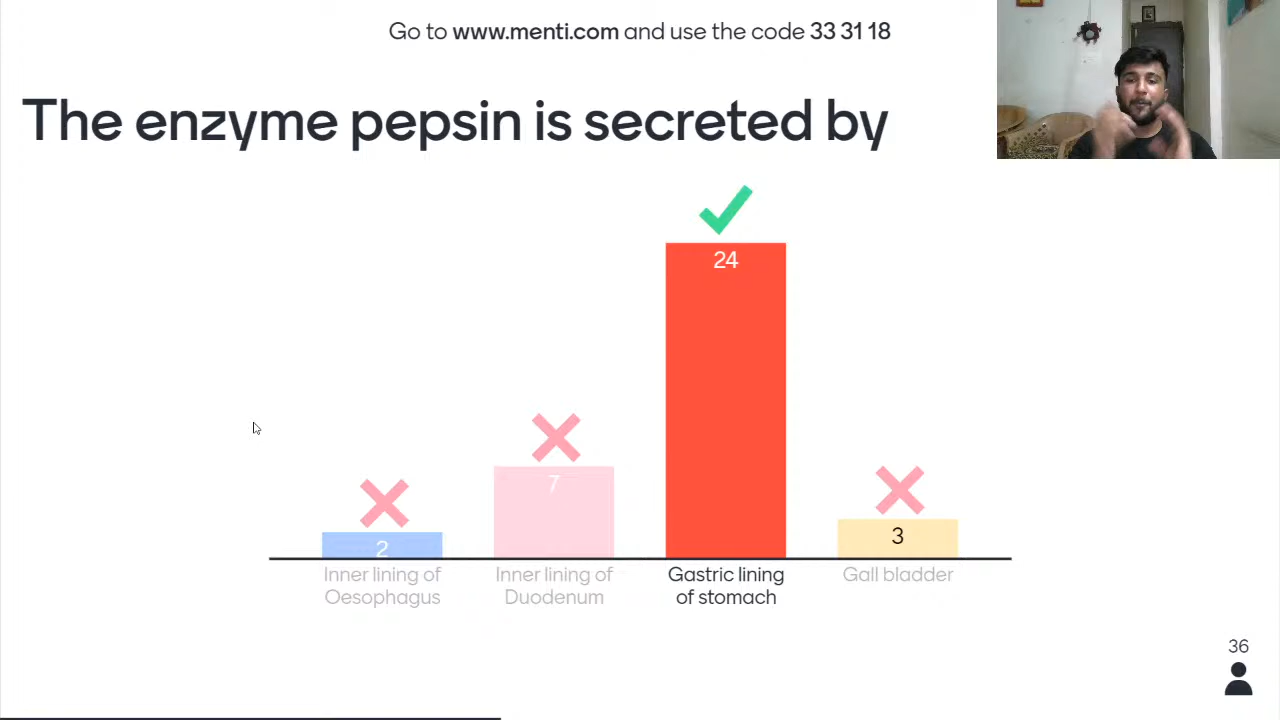 Go to www.menti.com and use the code 33 31 18
The enzyme pepsin is secreted by
24
7
3
2
Inner lining of
Oesophagus
Inner lining of
Duodenum
Gastric lining
of stomach
Gall bladder
36